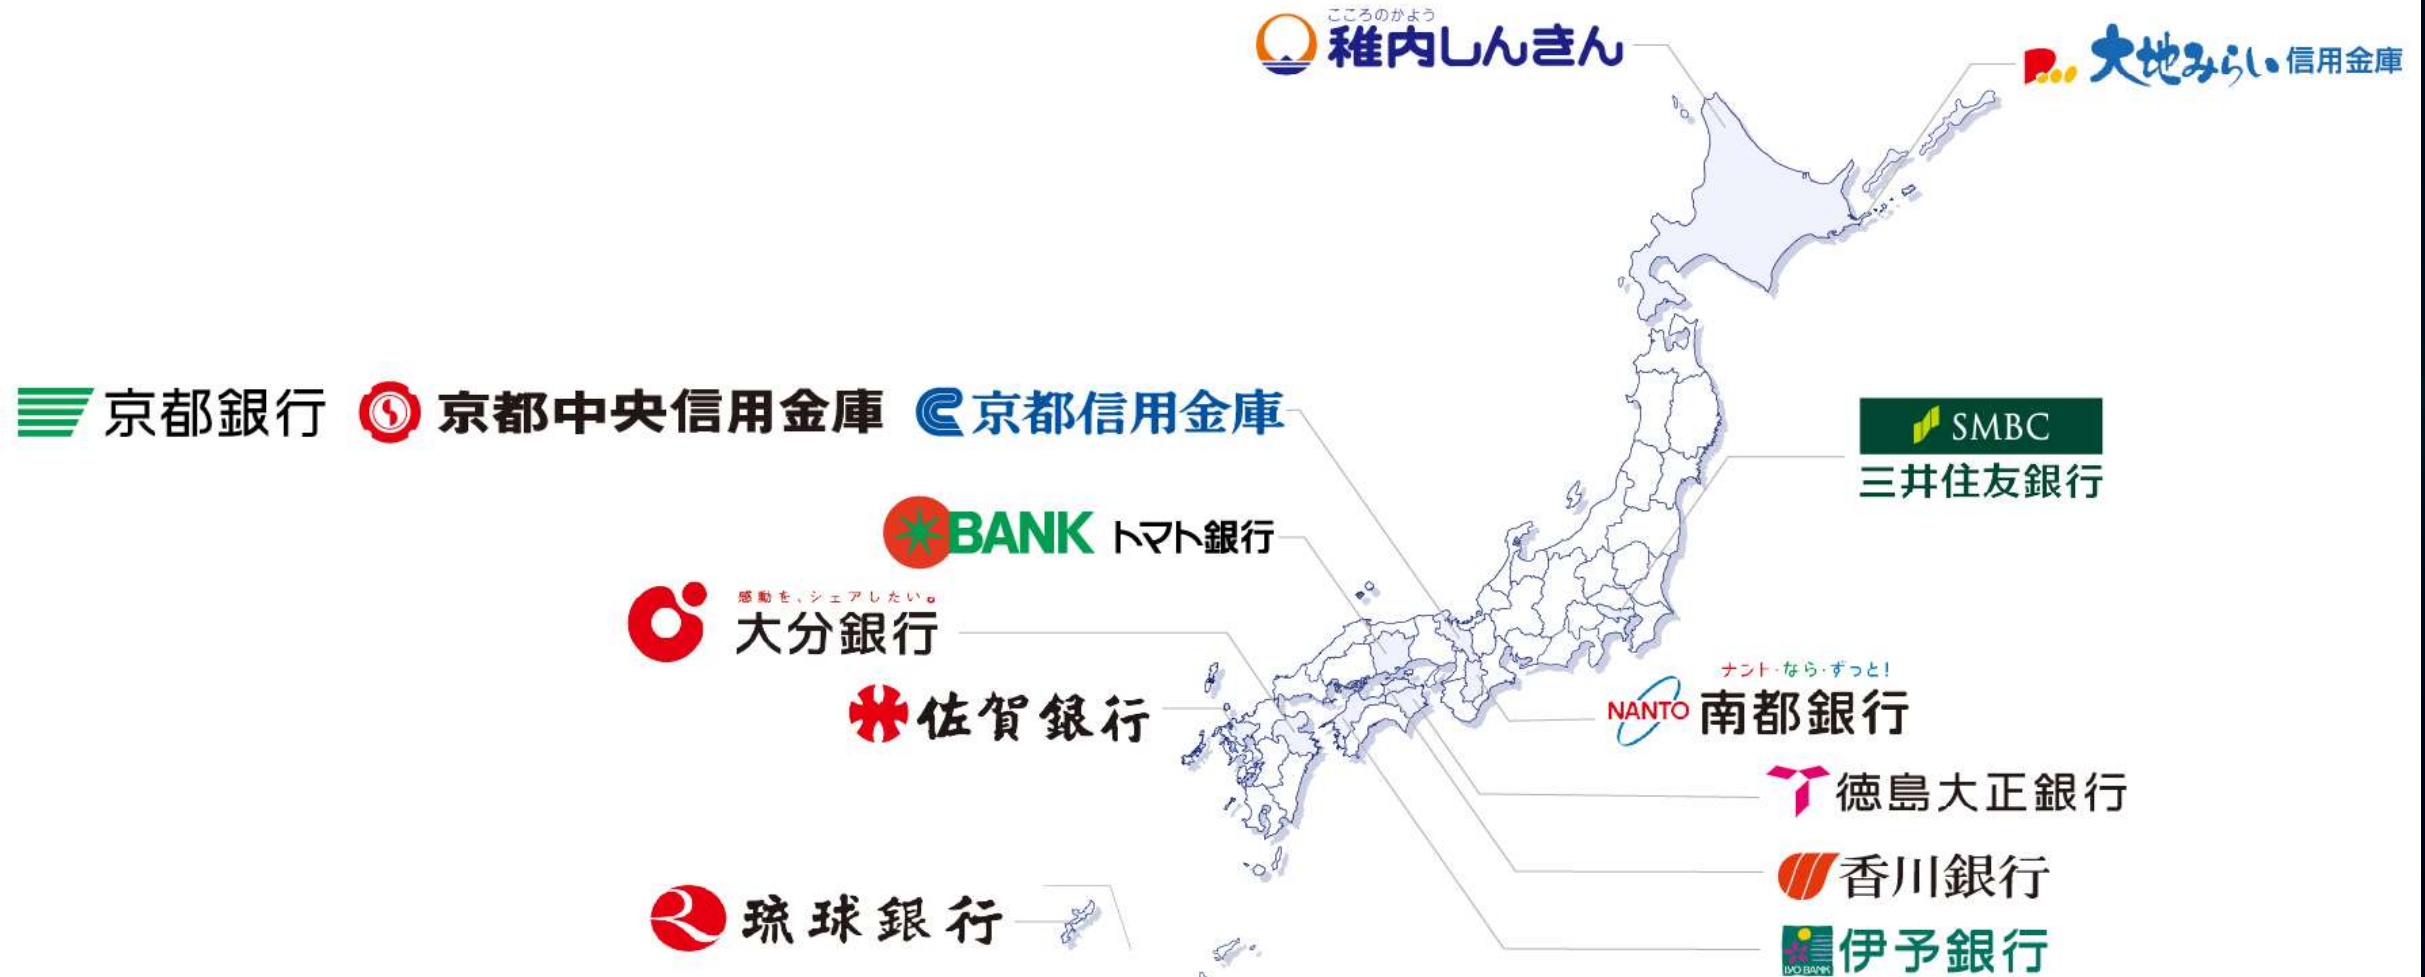 こころのかよう
稚内しんきん
大地みらい信用金庫
京都銀行
京都中央信用金庫
京都信用金庫
SMBC
三井住友銀行
BANK トマト銀行
感動を、シェアしたい。
大分銀行
ナント・なら・ずっと!
NANTO 南都銀行
佐賀銀行
徳島大正銀行
香川銀行
琉球銀行
伊予銀行
IYO BANK